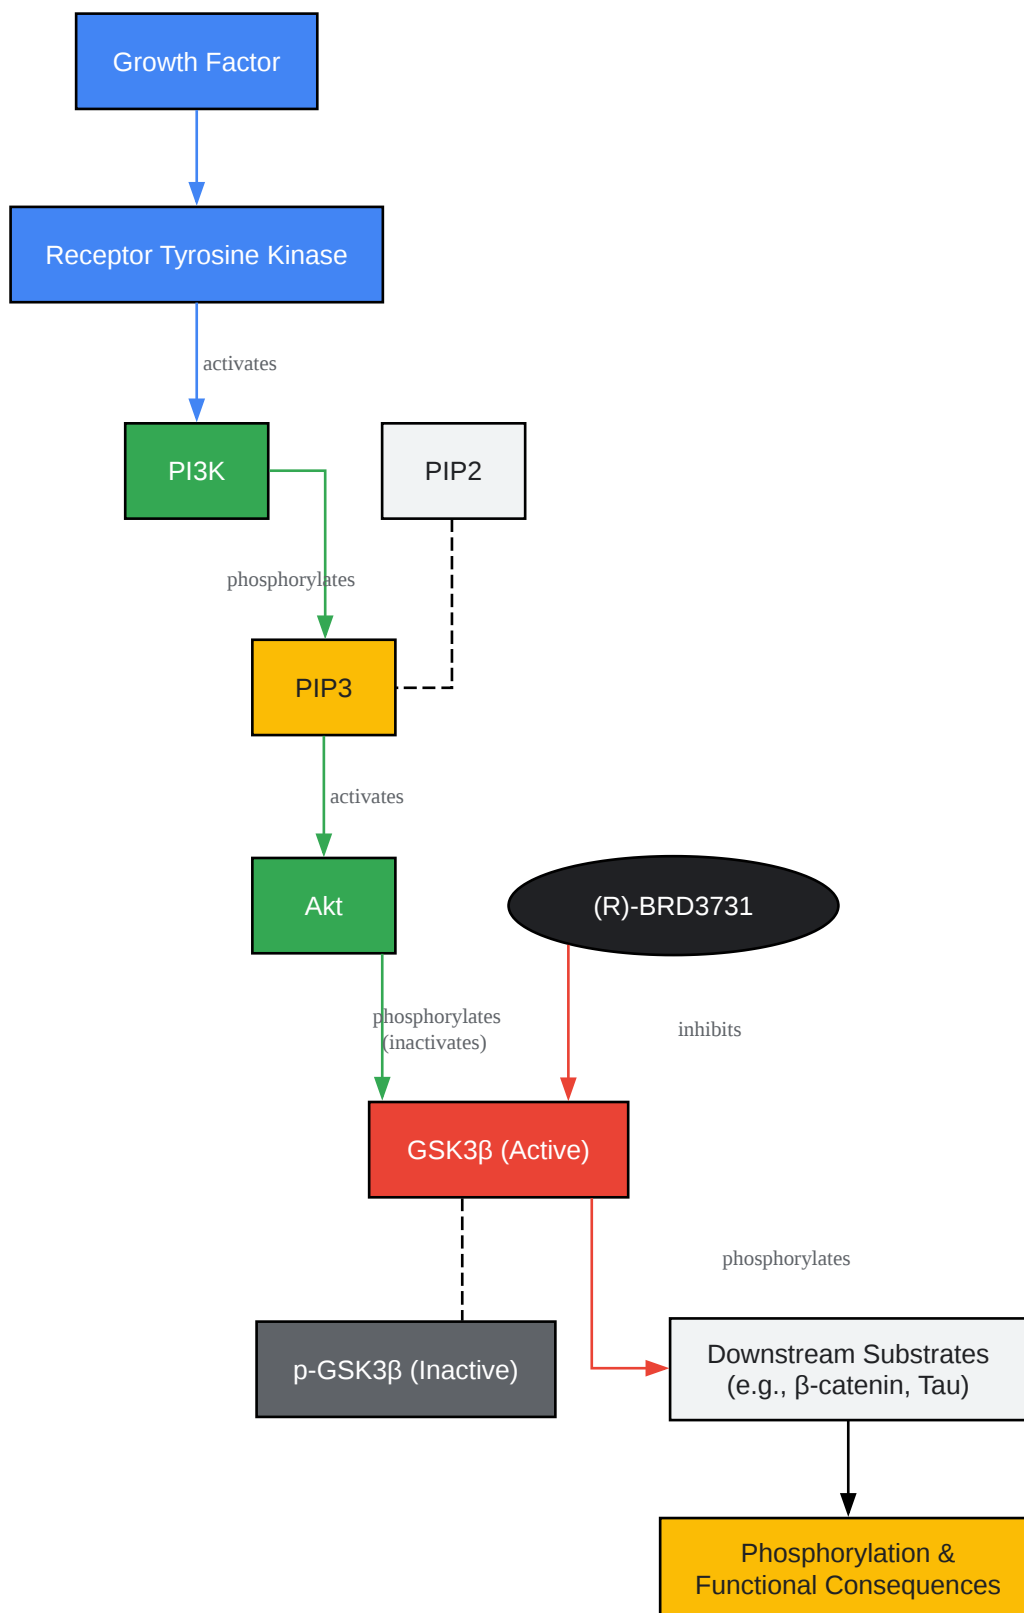 Growth Factor
Receptor Tyrosine Kinase
activates
PI3K
PIP2
phosphorylates
PIP3
activates
Akt
(R)-BRD3731
phosphorylates
(inactivates)
inhibits
GSK3β (Active)
phosphorylates
p-GSK3β (Inactive)
Downstream Substrates
(e.g., β-catenin, Tau)
Phosphorylation &
Functional Consequences